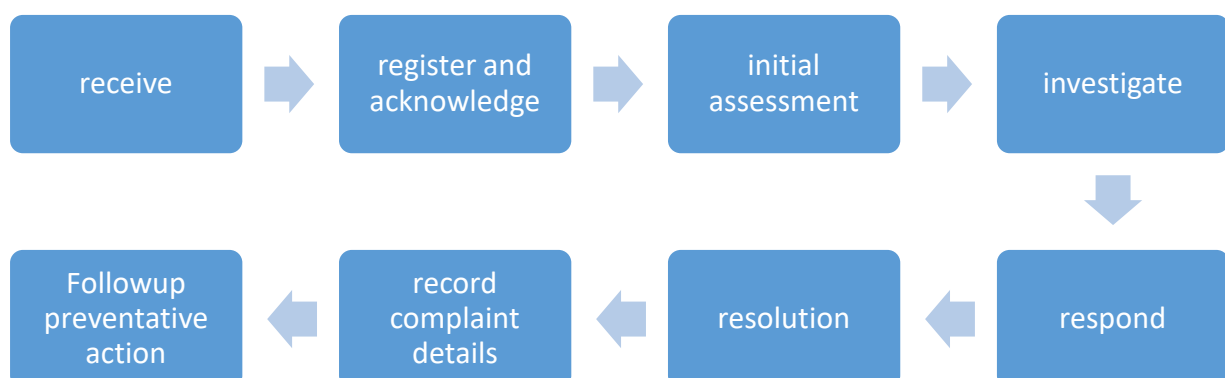 receive
register and
acknowledge
initial
assessment
investigate
respond
resolution
record
complaint
details
Followup
preventative
action